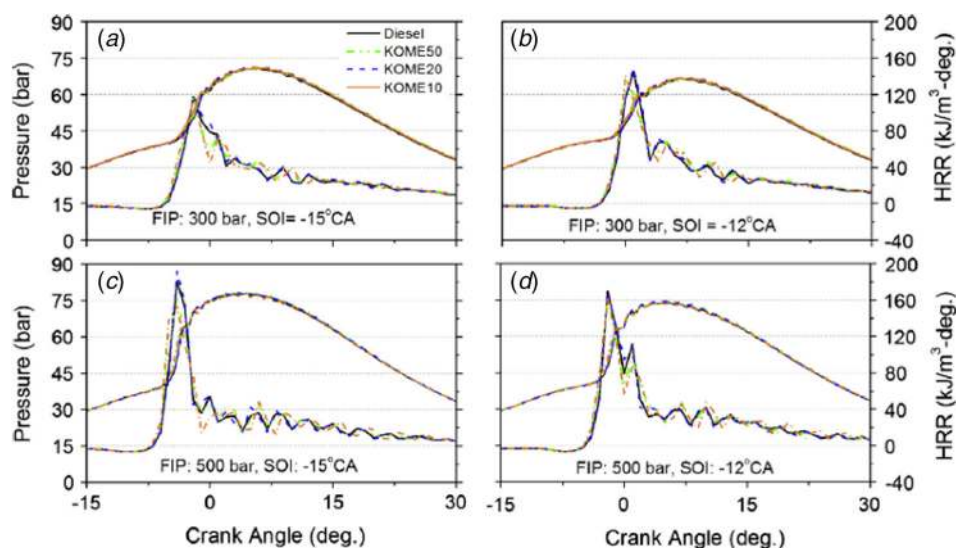 (a)
Diesel
KOME50
KOME20
KOME10
FIP: 300 bar, SOI= -15°CA
Pressure (bar)
90
75
60
45
30
15
0
(b)
FIP: 300 bar, SOI = -12°CA
HRR (kJ/m³-deg.)
200
160
120
80
40
0
-40
(c)
FIP: 500 bar, SOI: -15°CA
Pressure (bar)
90
75
60
45
30
15
0
-15
0
15
30
Crank Angle (deg.)
(d)
FIP: 500 bar, SOI: -12°CA
HRR (kJ/m³-deg.)
200
160
120
80
40
0
-40
-15
0
15
30
Crank Angle (deg.)